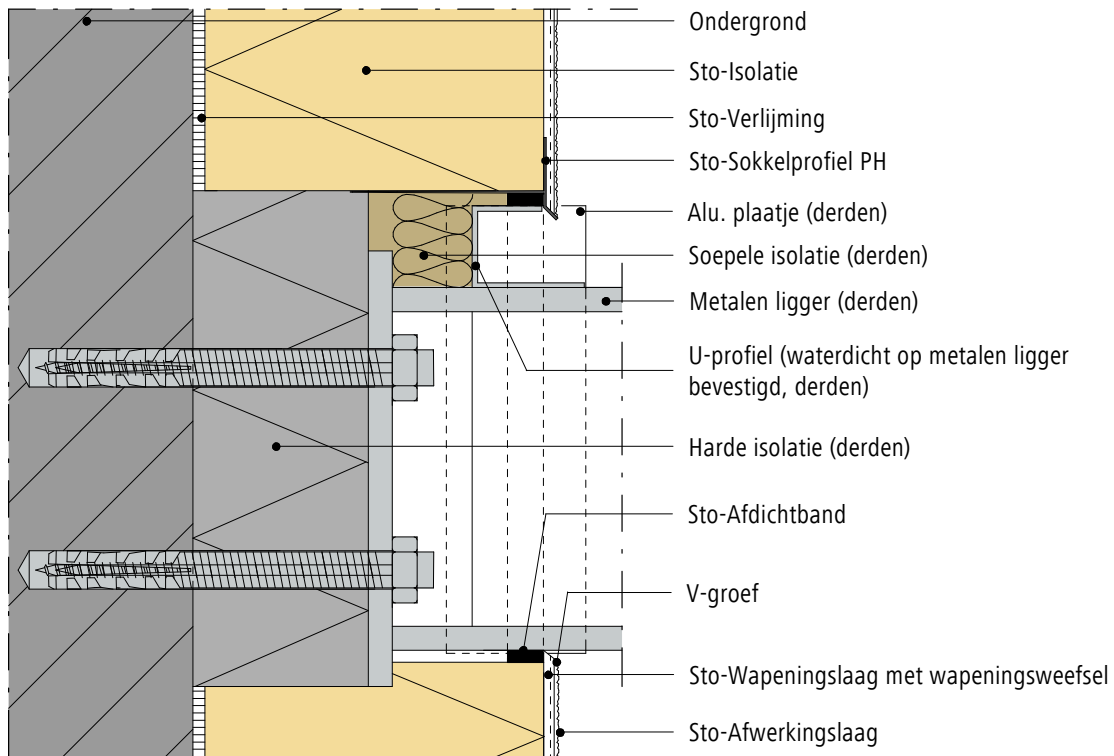 Ondergrond
Sto-Isolatie
Sto-Verlijming
Sto-Sokkelprofiel PH
Alu. plaatje (derden)
Soepele isolatie (derden)
Metalen ligger (derden)
U-profiel (waterdicht op metalen ligger
bevestigd, derden)
Harde isolatie (derden)
Sto-Afdichtband
V-groef
Sto-Wapeningslaag met wapeningsweefsel
Sto-Afwerkingslaag